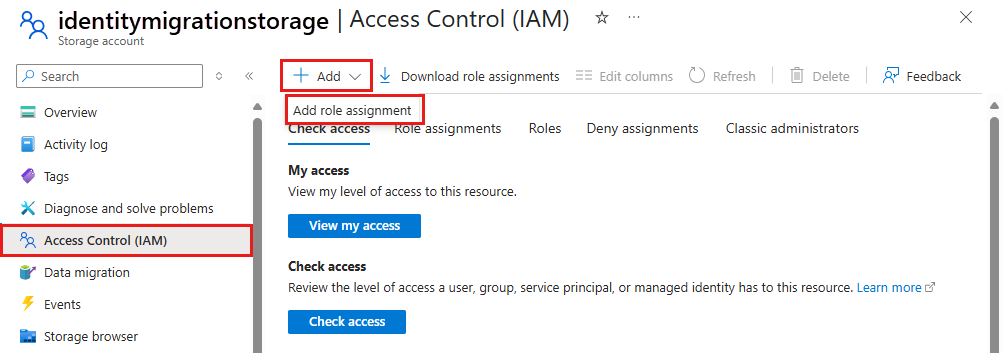 identitymigrationstorage | Access Control (IAM)
Storage account
Search
Add
Download role assignments
Edit columns
Refresh
Delete
Feedback
Add role assignment
Overview
Activity log
Tags
Diagnose and solve problems
Access Control (IAM)
Data migration
Events
Storage browser
Check access
Role assignments
Roles
Deny assignments
Classic administrators
My access
View my level of access to this resource.
View my access
Check access
Review the level of access a user, group, service principal, or managed identity has to this resource. Learn more
Check access